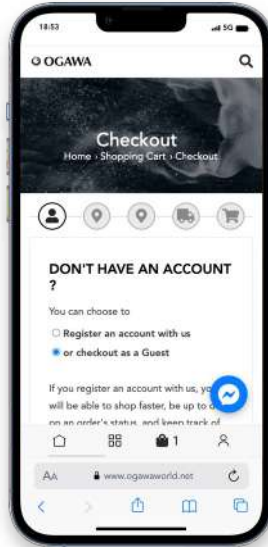 18:53
5G
OGAWA
Checkout
Home › Shopping Cart › Checkout
DON'T HAVE AN ACCOUNT
?
You can choose to
Register an account with us
or checkout as a Guest
If you register an account with us, yo
will be able to shop faster, be up to
on an order's status, and keep track of
1
AA
www.ogawaworld.net